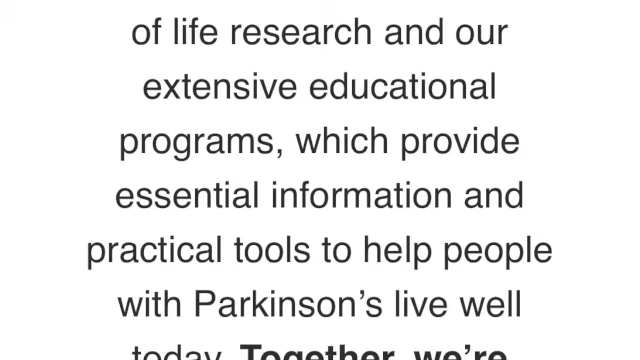 of life research and our
extensive educational
programs, which provide
essential information and
practical tools to help people
with Parkinson’s live well
today. Together, we’re